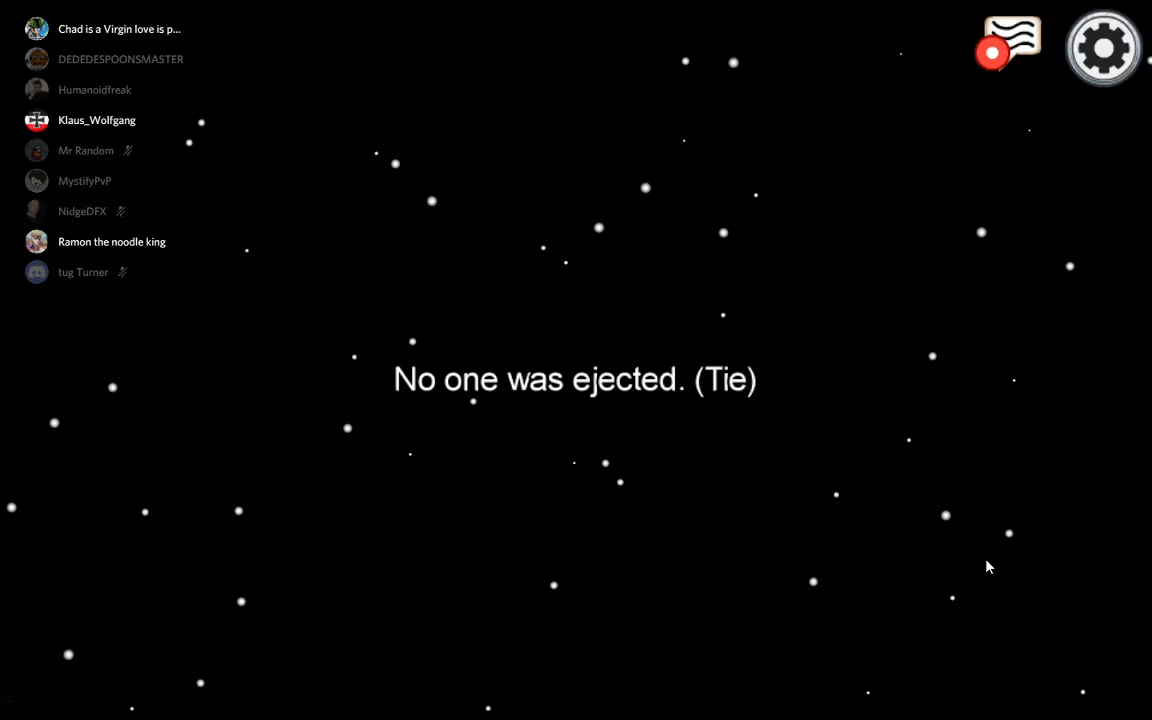 Chad is a Virgin love is p...
DEDEDESPOONSMASTER
Humanoidfreak
Klaus_Wolfgang
Mr Random
MystifyPvP
NidgeDFX
Ramon the noodle king
tug Turner
No one was ejected. (Tie)